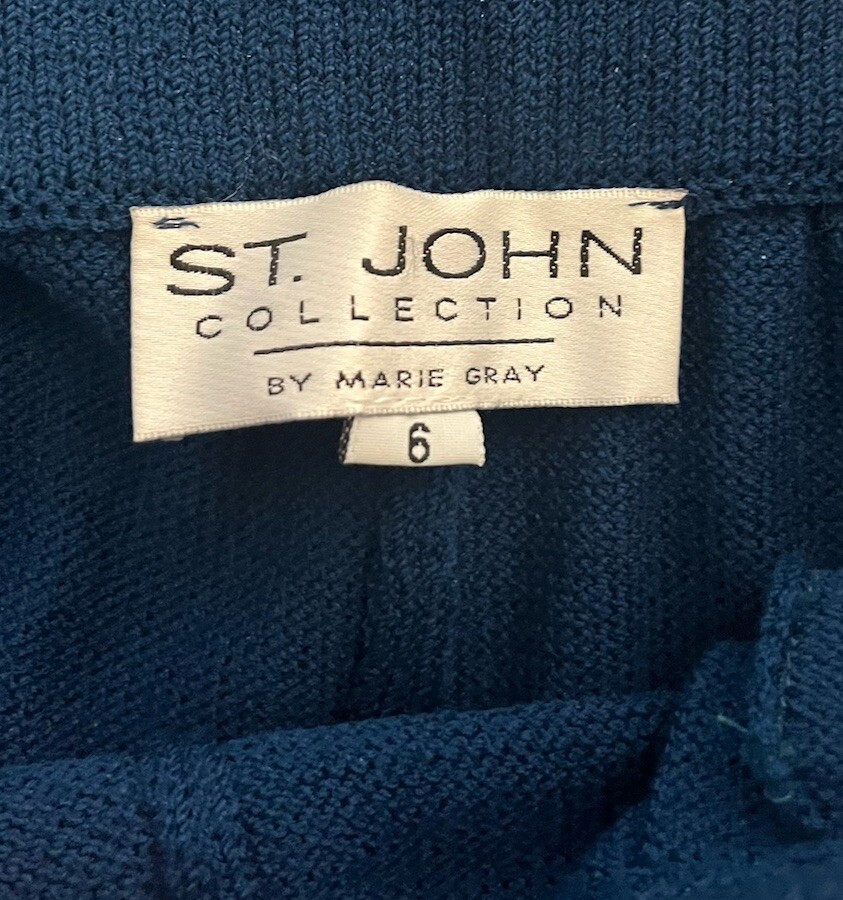 ST. JOHN
COLLECTION
BY MARIE GRAY
6